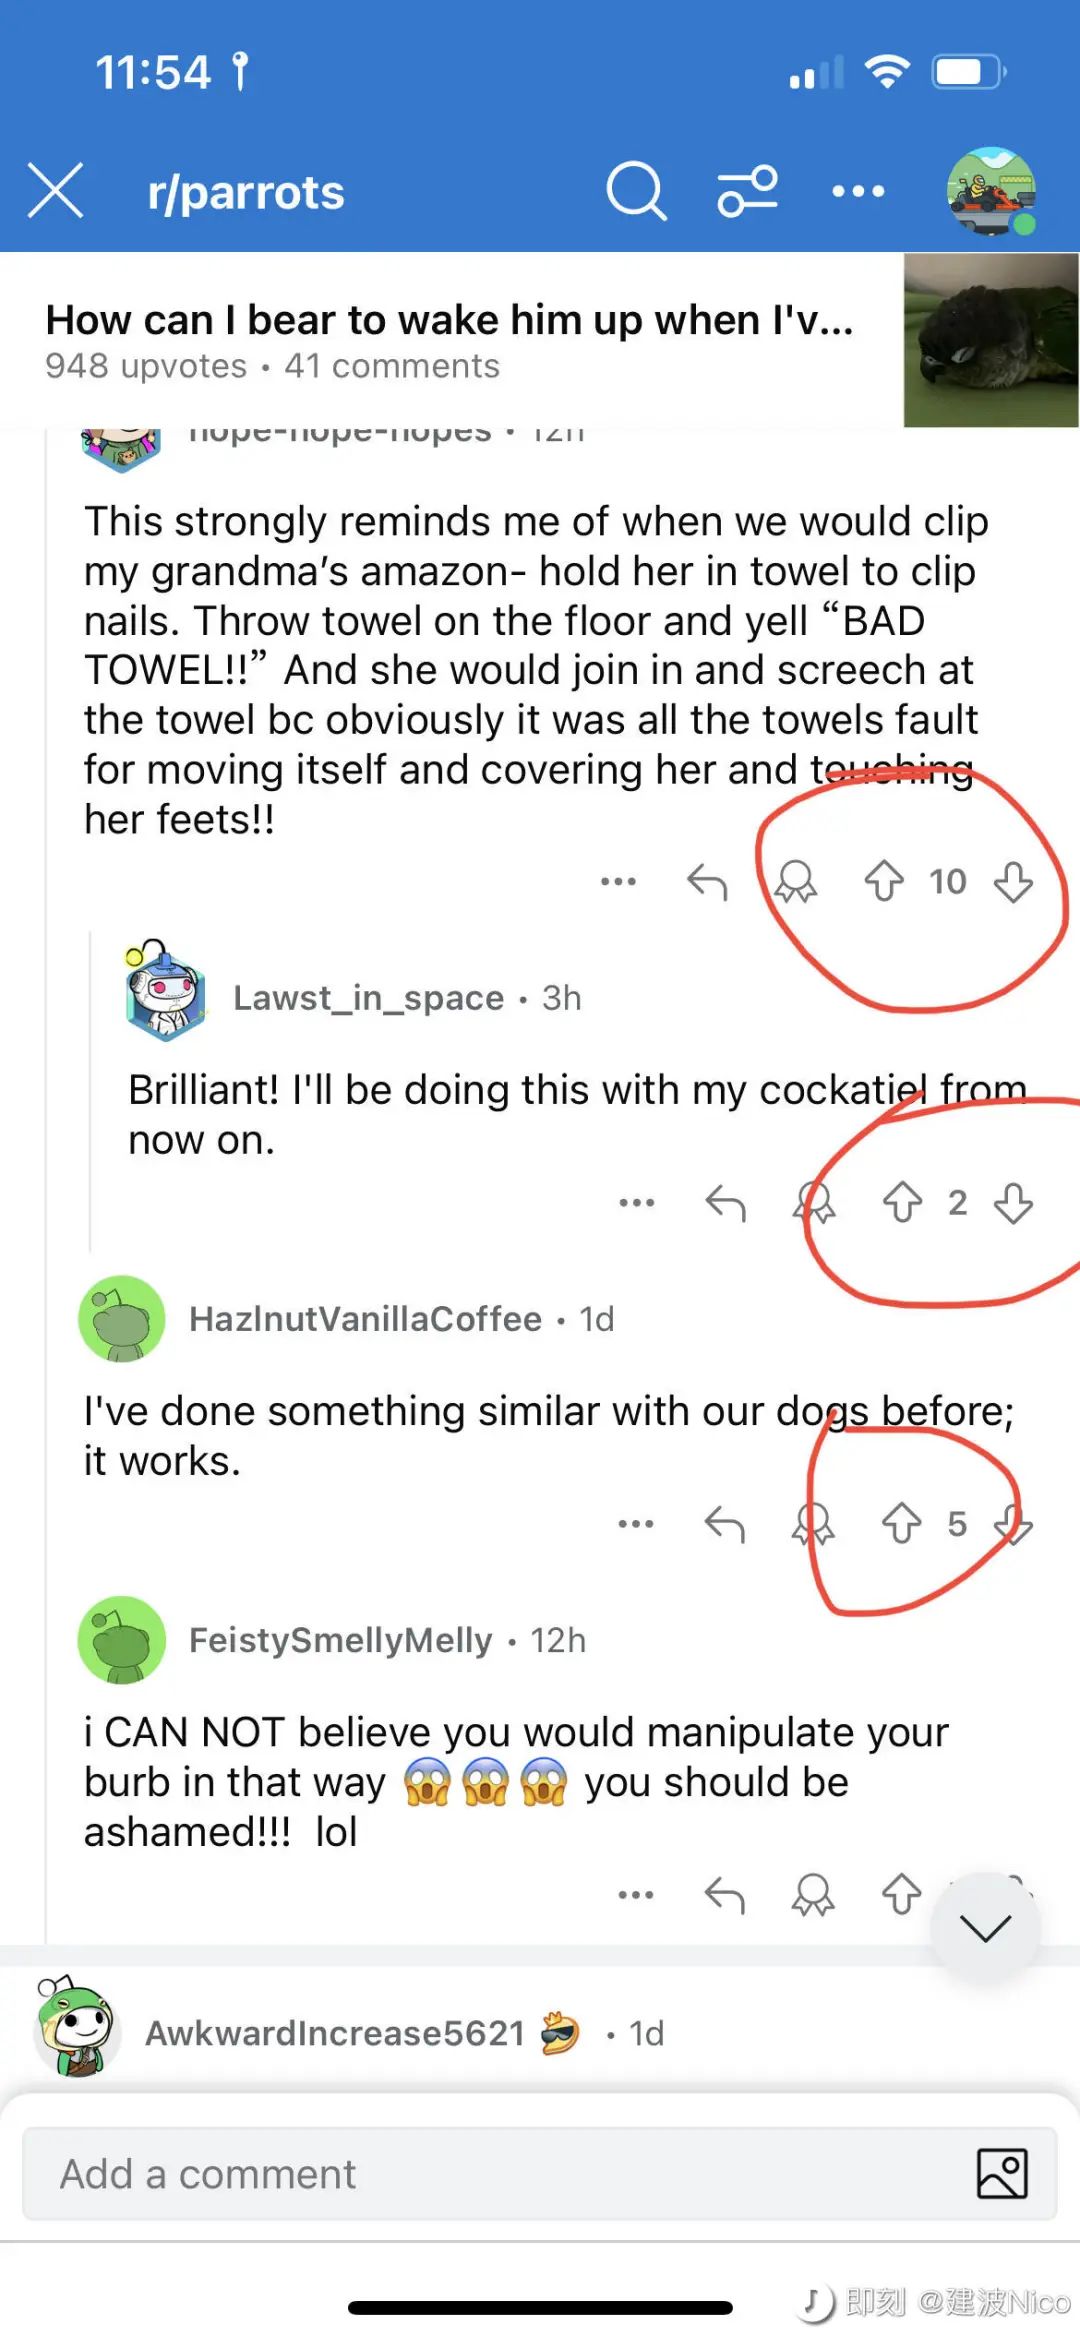 11:54
r/parrots
How can I bear to wake him up when I'v...
948 upvotes • 41 comments
nope-nope-nopes • 12h
This strongly reminds me of when we would clip
my grandma’s amazon- hold her in towel to clip
nails. Throw towel on the floor and yell “BAD
TOWEL!!” And she would join in and screech at
the towel bc obviously it was all the towels fault
for moving itself and covering her and touching
her feets!!
10
Lawst_in_space • 3h
Brilliant! I'll be doing this with my cockatiel from
now on.
2
HazlnutVanillaCoffee • 1d
I've done something similar with our dogs before;
it works.
5
FeistySmellyMelly • 12h
i CAN NOT believe you would manipulate your
burb in that way 😱😱😱 you should be
ashamed!!! lol
AwkwardIncrease5621 • 1d
Add a comment
即刻 @建波Nico